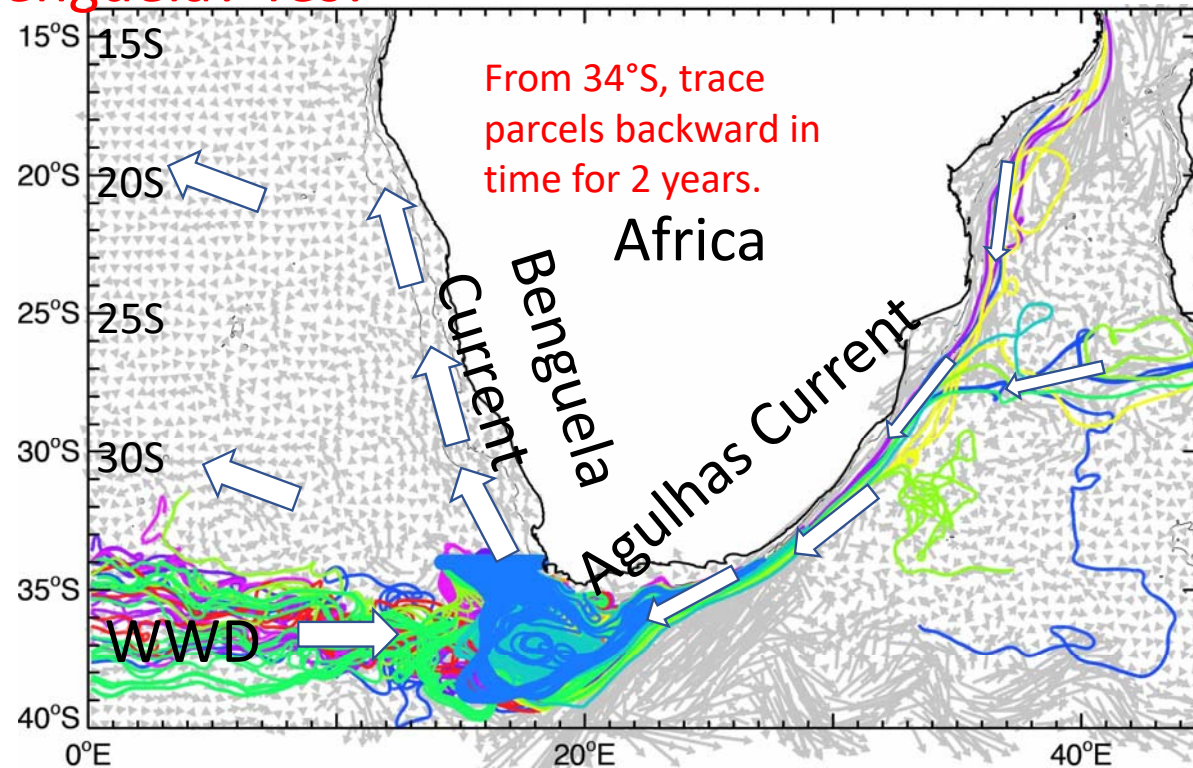 15°S
15S
From 34°S, trace
parcels backward in
time for 2 years.
20°S
20S
Africa
Benguela
Current
25°S
25S
Agulhas Current
30°S
30S
35°S
WWD
40°S
0°E
20°E
40°E